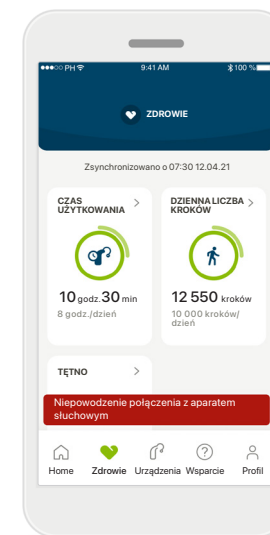 PH 9:41 AM 100 %
ZDROWIE
Zsynchronizowano o 07:30 12.04.21
CZAS
UŻYTKOWANIA
10 godz. 30 min
8 godz./dzień
DZIENNA LICZBA
KROKÓW
12 550 kroków
10 000 kroków/
dzień
TĘTNO
Niepowodzenie połączenia z aparatem
słuchowym
Home Zdrowie Urządzenia Wsparcie Profil